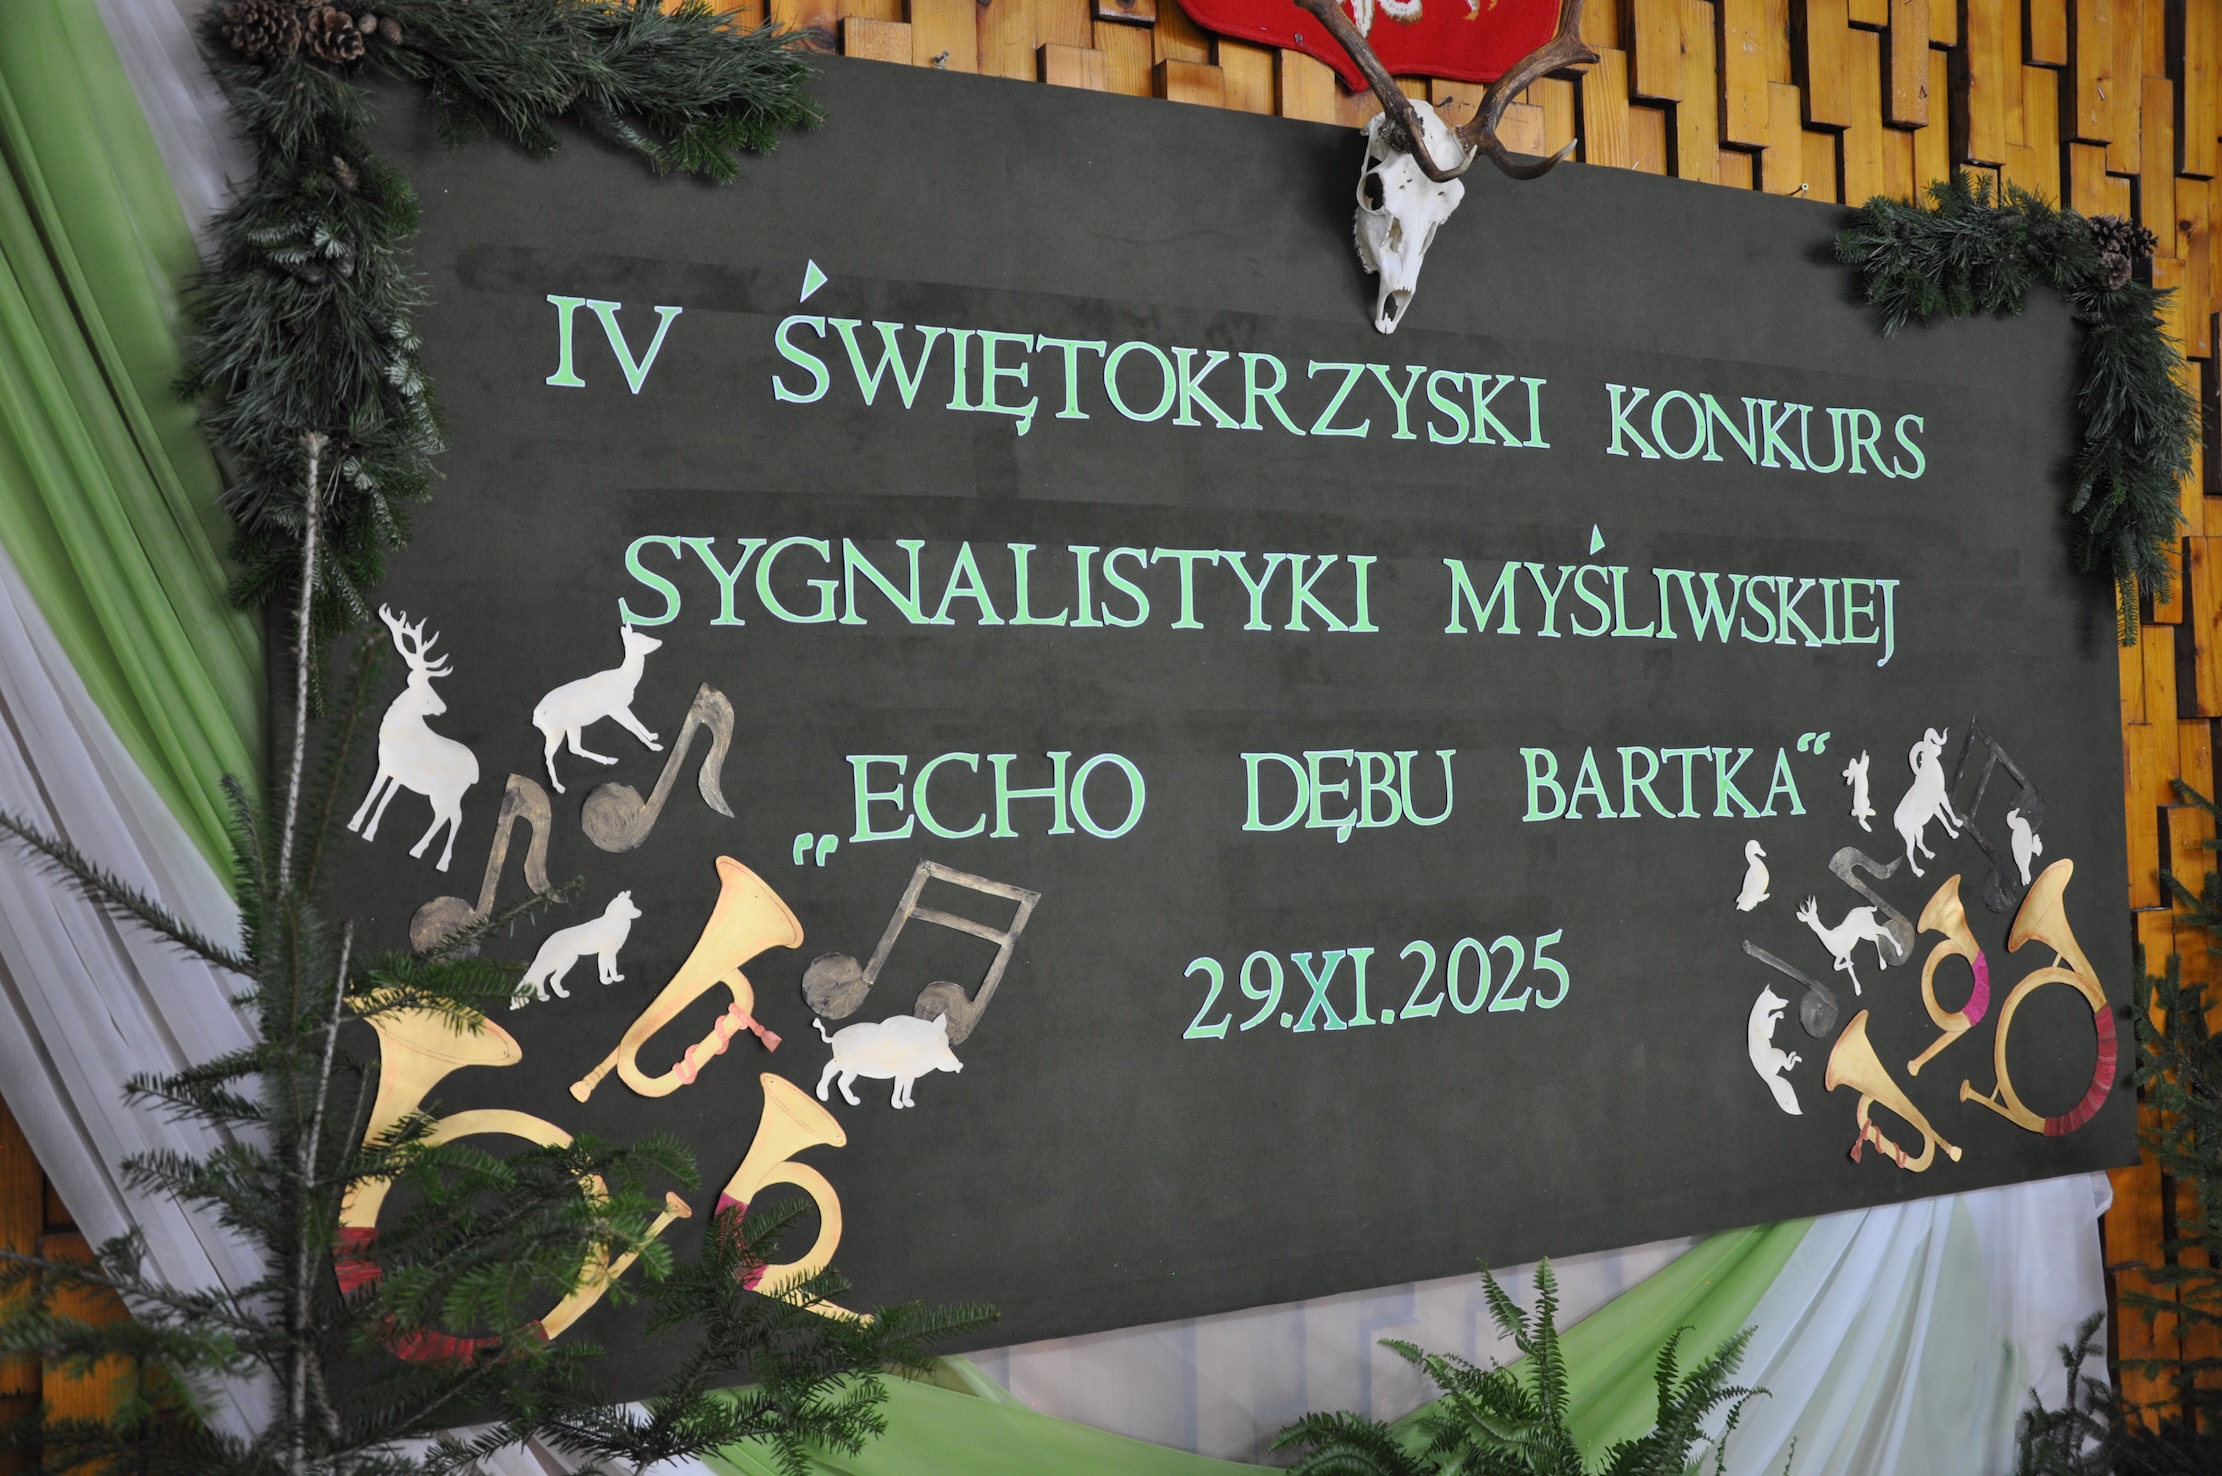 IV ŚWIĘTOKRZYSKI KONKURS
SYGNALISTYKI MYŚLIWSKIEJ
„ECHO DĘBU BARTKA“
29.XI.2025